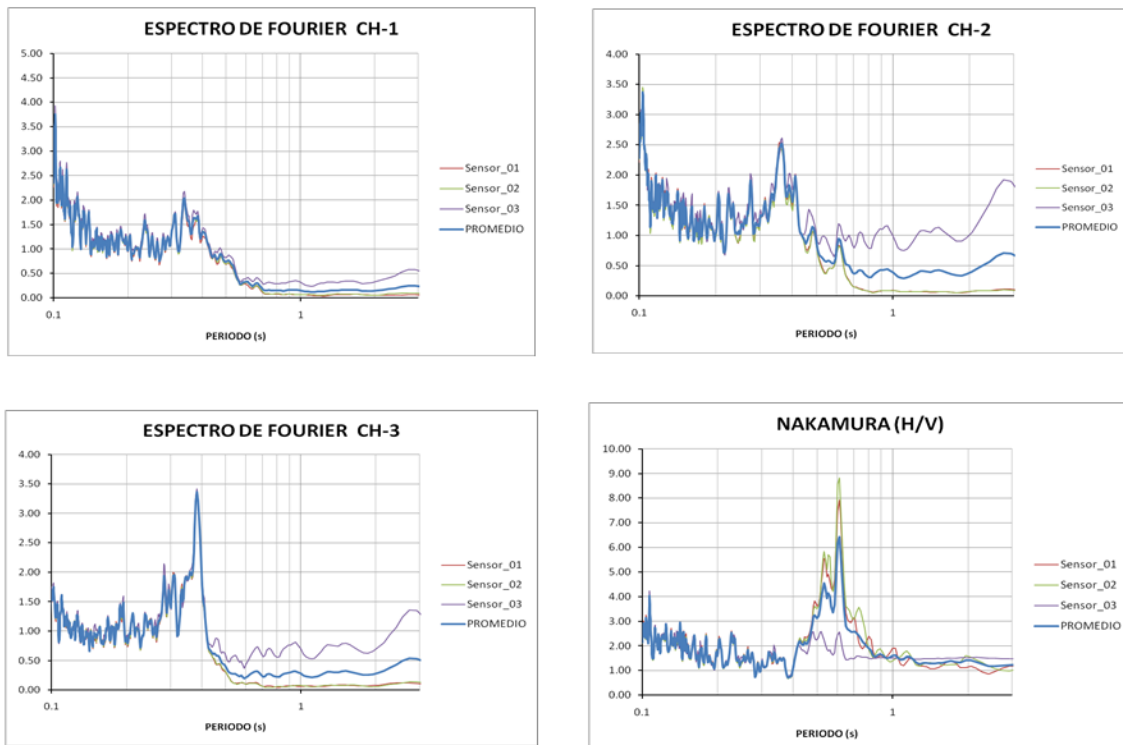 ESPECTRO DE FOURIER CH-1
5.00
4.50
4.00
3.50
3.00
2.50
2.00
1.50
1.00
0.50
0.00
0.1
1
PERIODO (s)
Sensor_01
Sensor_02
Sensor_03
PROMEDIO
ESPECTRO DE FOURIER CH-2
4.00
3.50
3.00
2.50
2.00
1.50
1.00
0.50
0.00
0.1
1
PERIODO (s)
Sensor_01
Sensor_02
Sensor_03
PROMEDIO
ESPECTRO DE FOURIER CH-3
4.00
3.50
3.00
2.50
2.00
1.50
1.00
0.50
0.00
0.1
1
PERIODO (s)
Sensor_01
Sensor_02
Sensor_03
PROMEDIO
NAKAMURA (H/V)
10.00
9.00
8.00
7.00
6.00
5.00
4.00
3.00
2.00
1.00
0.00
0.1
1
PERIODO (s)
Sensor_01
Sensor_02
Sensor_03
PROMEDIO